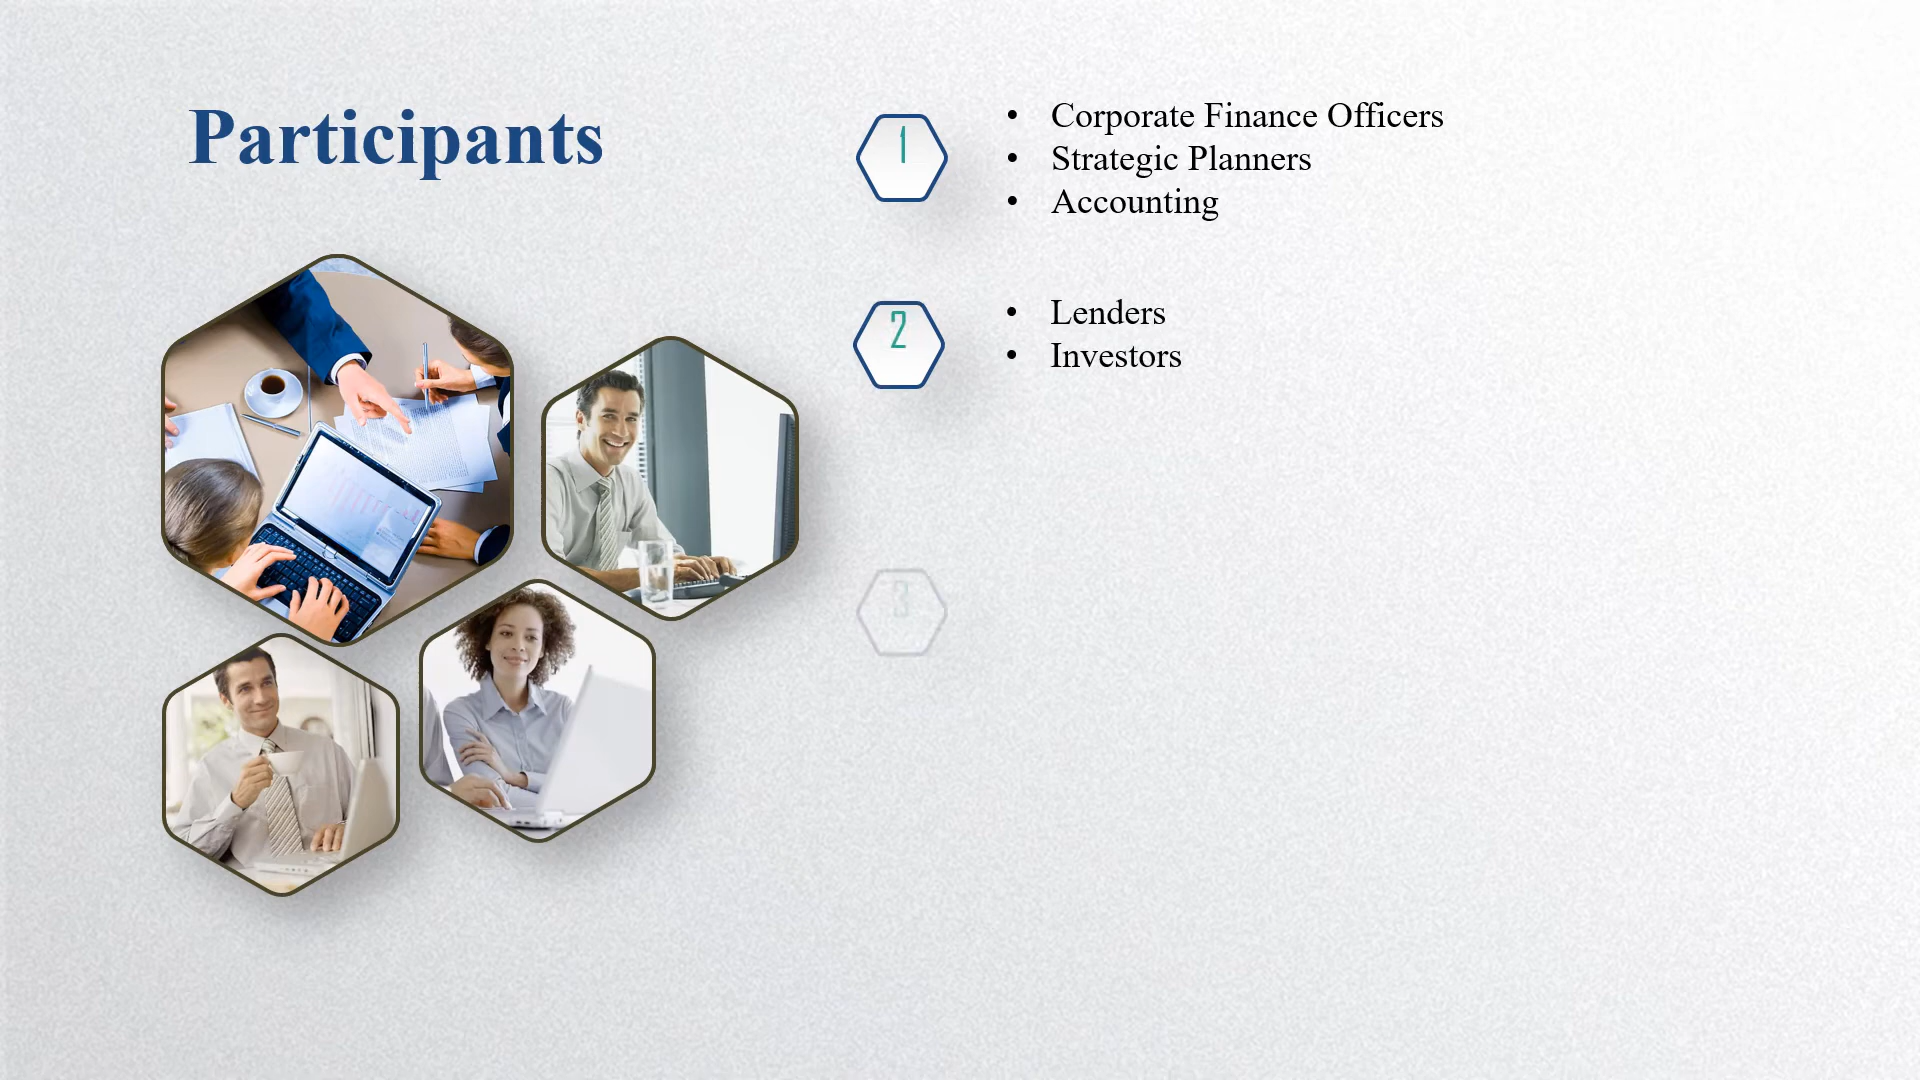 Participants
1
• Corporate Finance Officers
• Strategic Planners
• Accounting
2
• Lenders
• Investors
3